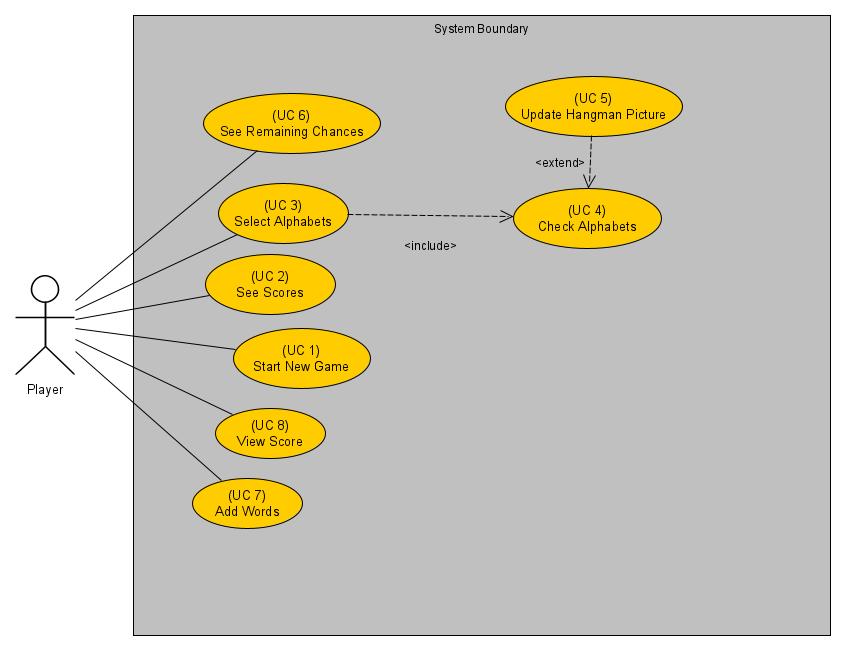 System Boundary
(UC 6)
See Remaining Chances
(UC 5)
Update Hangman Picture
<extend>
(UC 3)
Select Alphabets
(UC 4)
Check Alphabets
<include>
(UC 2)
See Scores
(UC 1)
Start New Game
Player
(UC 8)
View Score
(UC 7)
Add Words